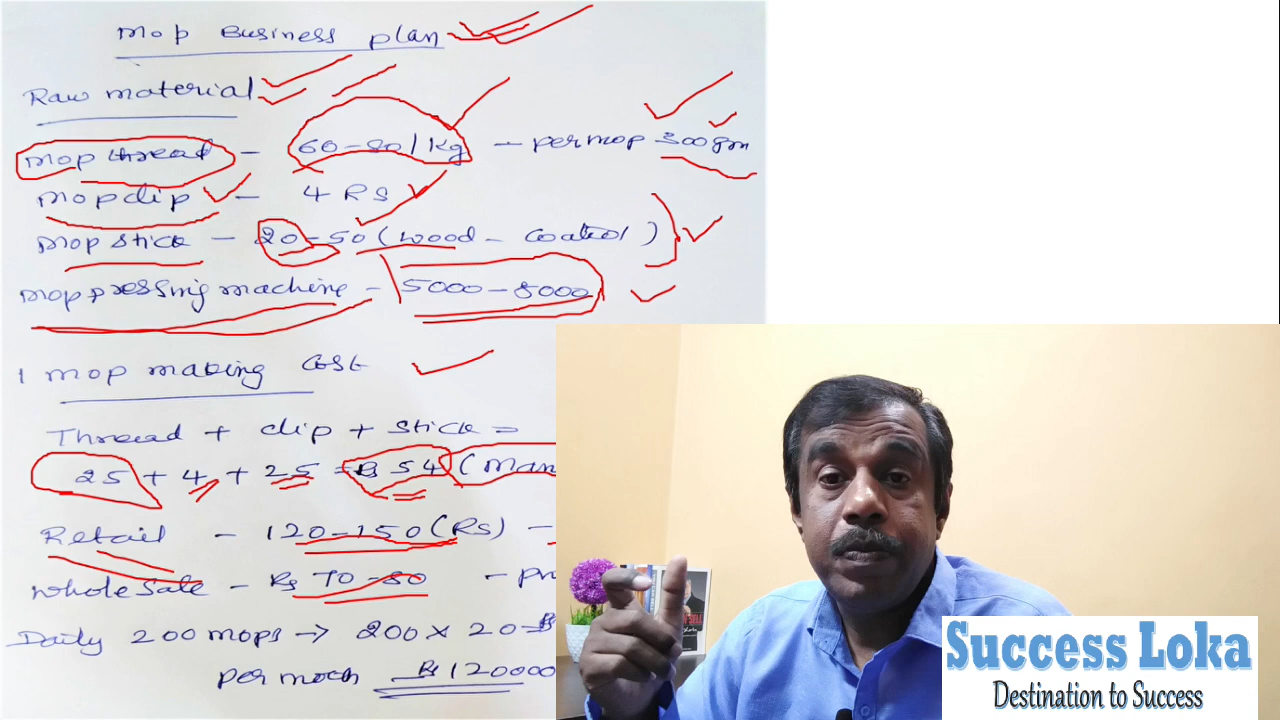 Mop Business plan
Raw material
Mop thread - 60-80/kg - per mop 300gm
Mop clip - 4 RS
Mop stick - 20-50 (wood - coated)
Mop pressing machine - 5000-8000
1 mop making cost
Thread + clip + stick =
25 + 4 + 25 = Rs 54 (Man
Retail - 120-150 (RS) -
whole sale - Rs 70-80 - pr
Daily 200 mops → 200 x 20 =
per month Rs 120000
Success Loka
Destination to Success